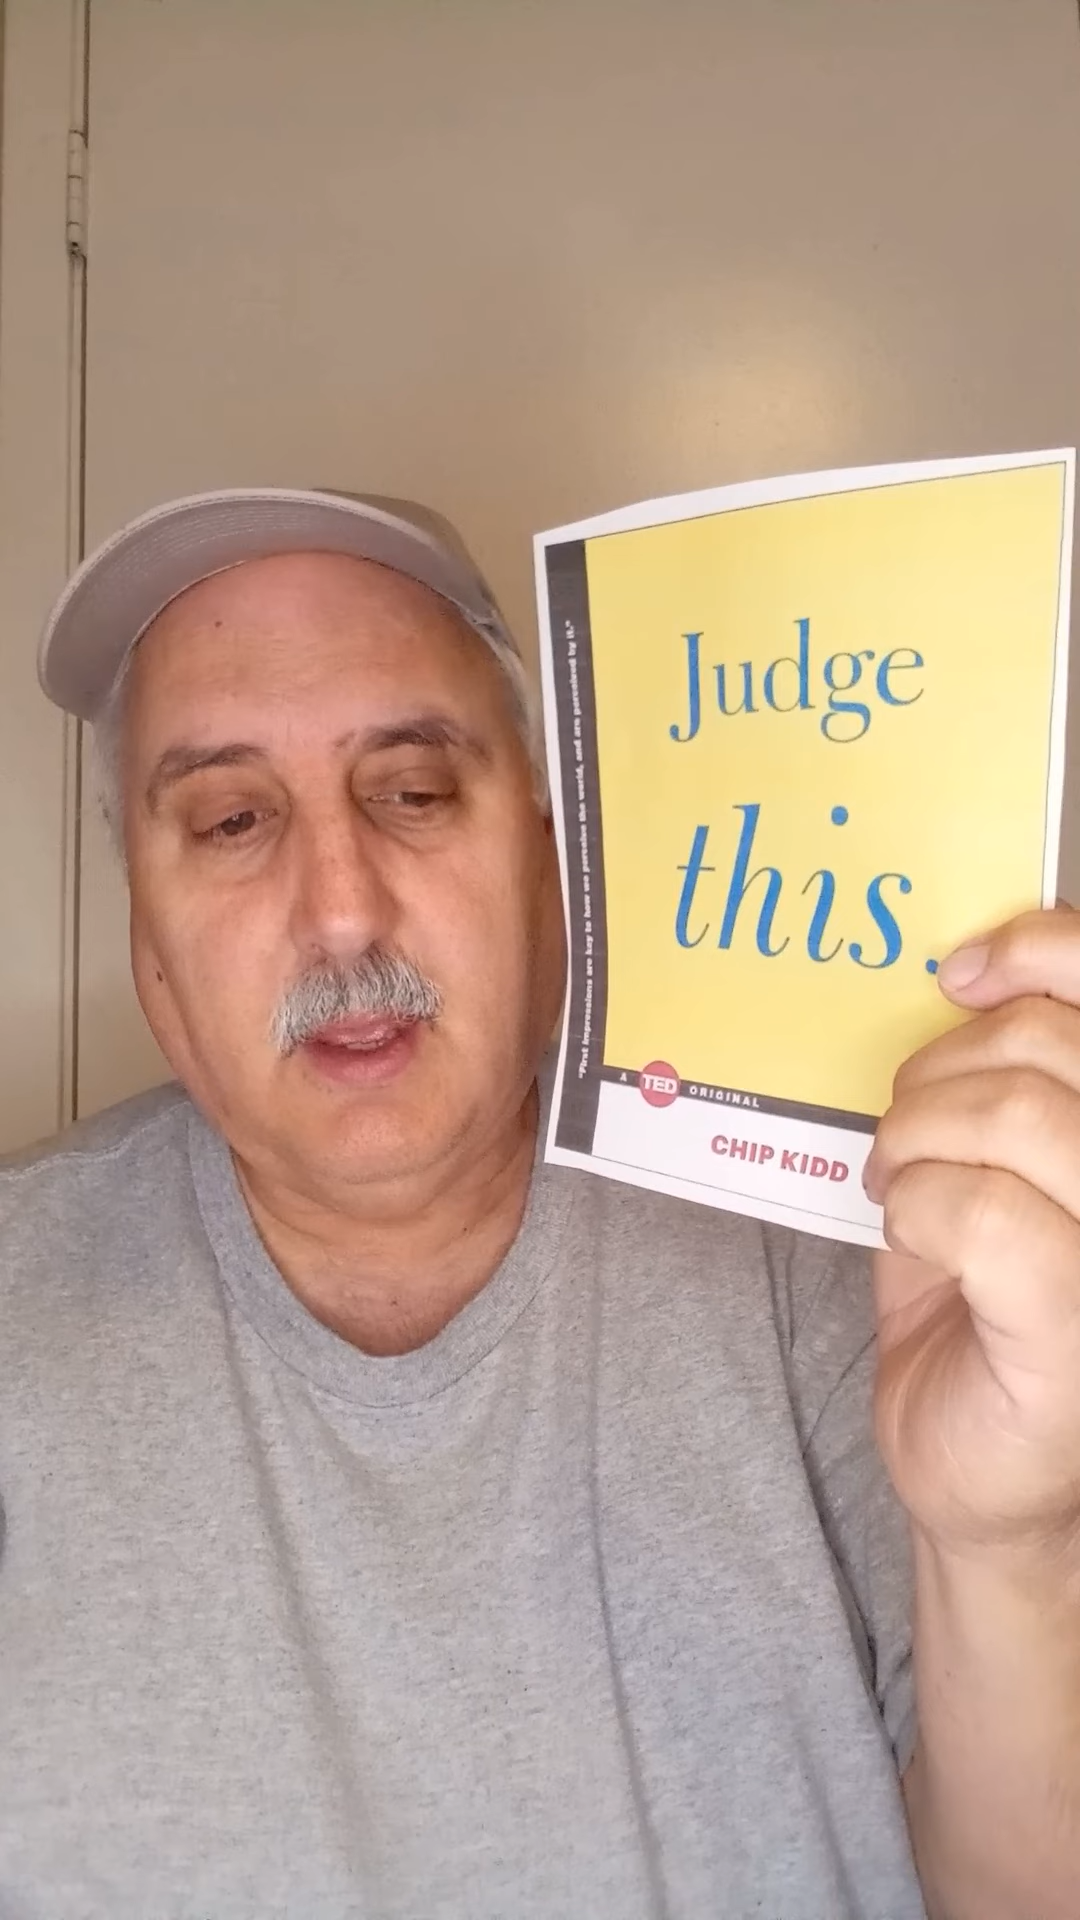 Judge
this.
"First impressions are key to how we perceive the world, and are perceived by it."
A TED ORIGINAL
CHIP KIDD